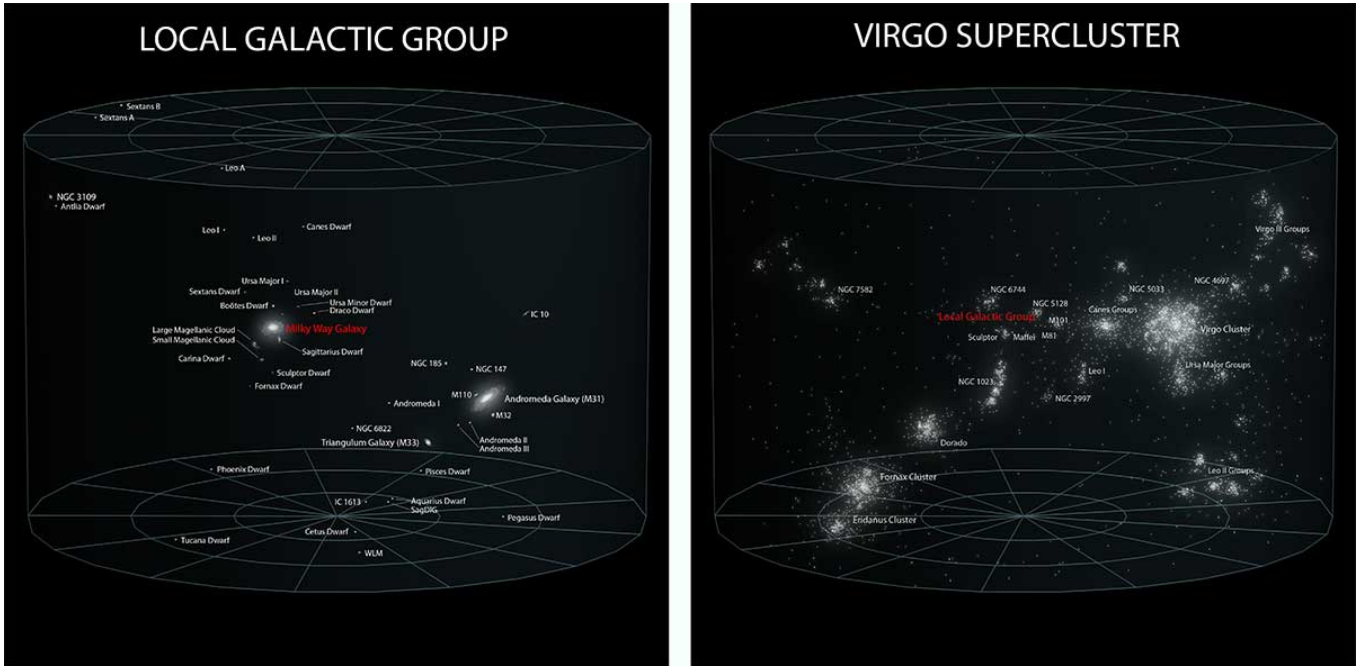 LOCAL GALACTIC GROUP
Sextans B
Sextans A
Leo A
NGC 3109
Antlia Dwarf
Leo I
Leo II
Canes Dwarf
Ursa Major I
Ursa Major II
Sextans Dwarf
Boötes Dwarf
Ursa Minor Dwarf
Draco Dwarf
IC 10
Milky Way Galaxy
Large Magellanic Cloud
Small Magellanic Cloud
Sagittarius Dwarf
Carina Dwarf
Sculptor Dwarf
Fornax Dwarf
NGC 185
NGC 147
M110
Andromeda Galaxy (M31)
Andromeda I
M32
NGC 6822
Triangulum Galaxy (M33)
Andromeda II
Andromeda III
Phoenix Dwarf
Pisces Dwarf
IC 1613
Aquarius Dwarf
SagDIG
Pegasus Dwarf
Cetus Dwarf
Tucana Dwarf
WLM
VIRGO SUPERCLUSTER
Virgo III Groups
NGC 7582
NGC 6744
NGC 5033
NGC 4697
NGC 5128
Local Galactic Group
M101
Canes Groups
Virgo Cluster
Sculptor
Maffei
M81
Ursa Major Groups
Leo I
NGC 1023
NGC 2997
Dorado
Leo II Groups
Fornax Cluster
Eridanus Cluster